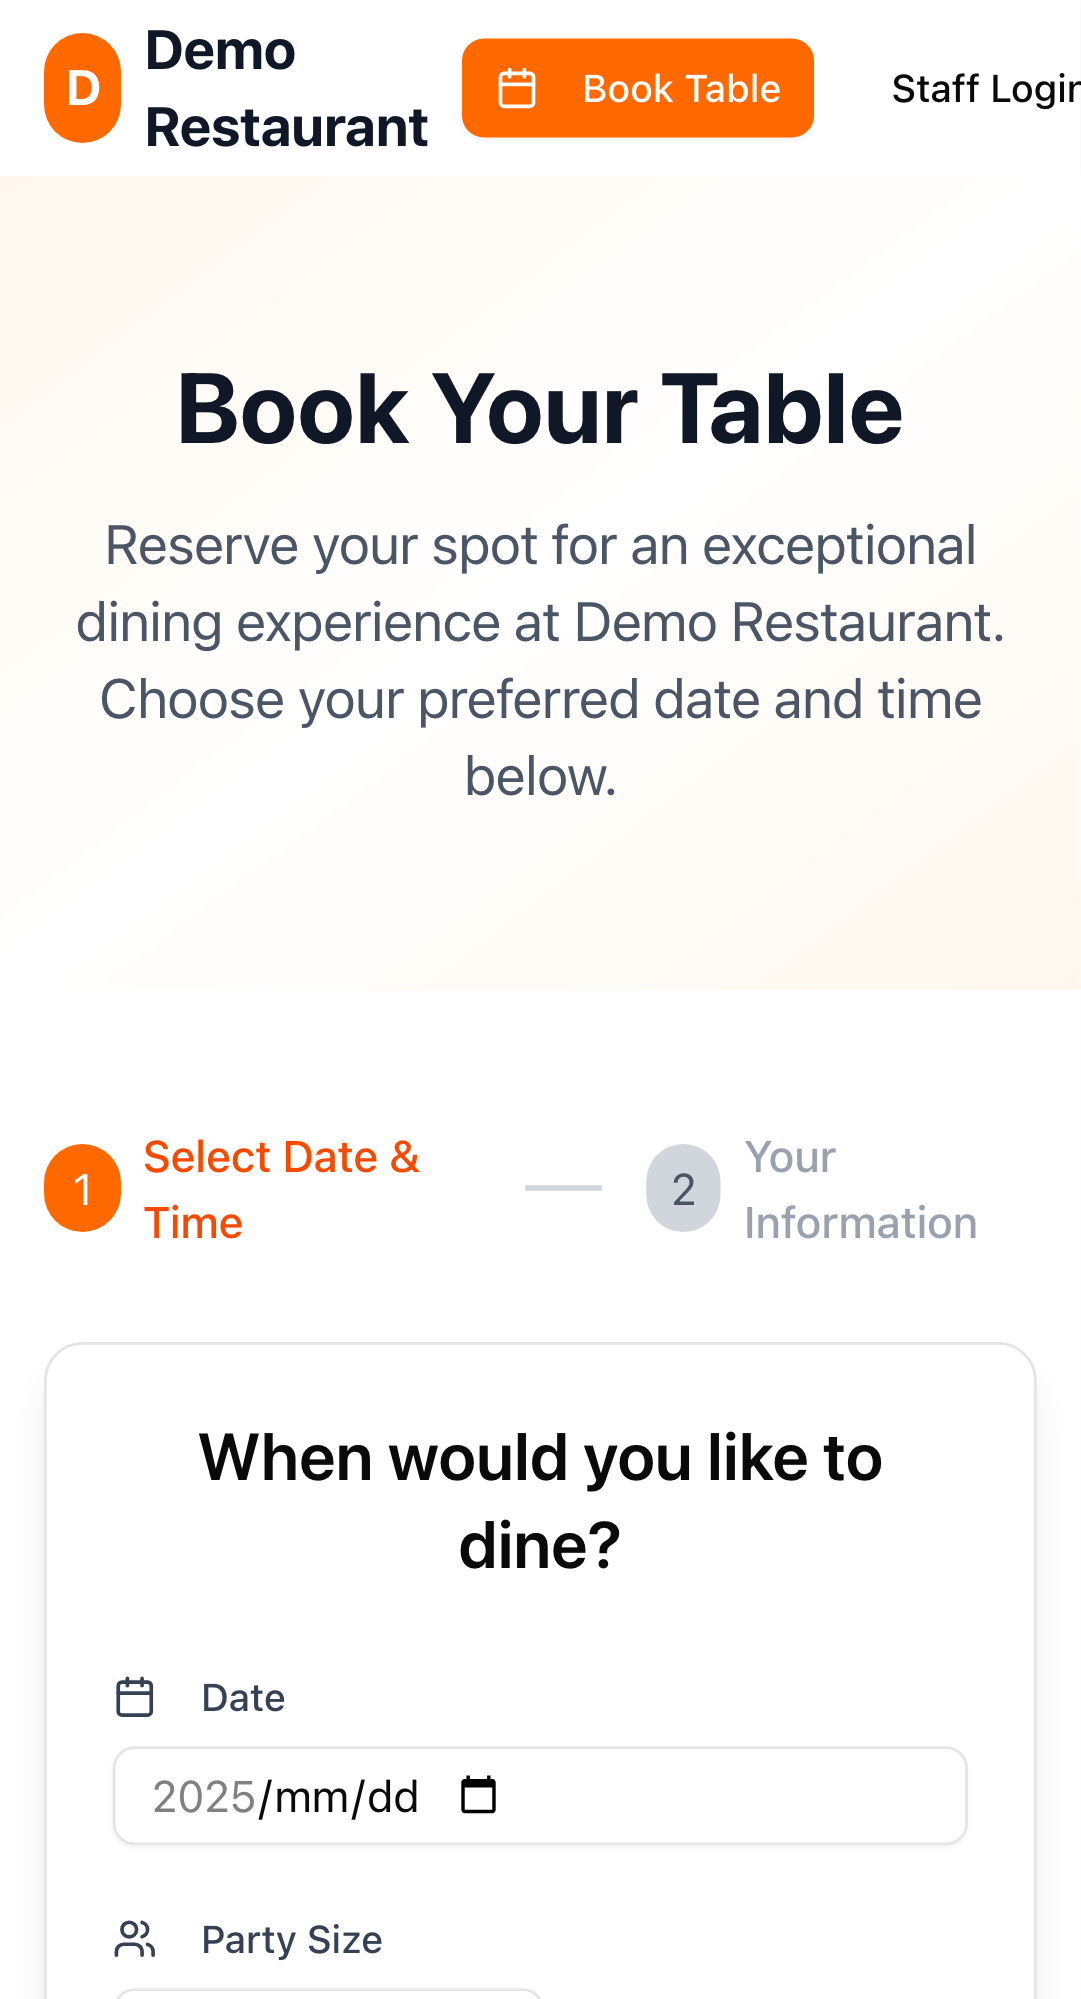 D
Demo
Restaurant
Book Table
Staff Login
Book Your Table
Reserve your spot for an exceptional
dining experience at Demo Restaurant.
Choose your preferred date and time
below.
1
Select Date &
Time
2
Your
Information
When would you like to
dine?
Date
2025/mm/dd
Party Size